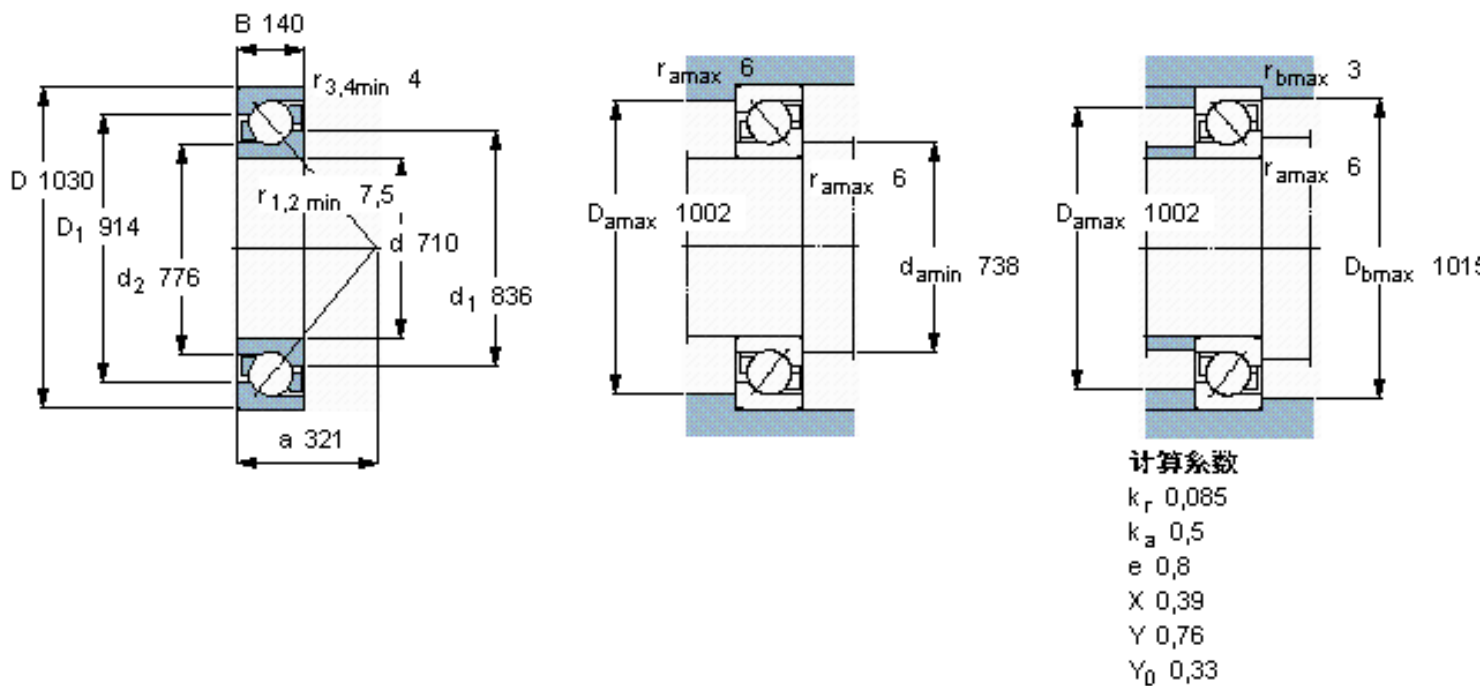 B 140
r3,4min 4
D 1030
D1 914
d2 776
r1,2 min 7,5
d 710
d1 836
a 321
ramax 6
ramax 6
Damax 1002
damin 738
rbmax 3
ramax 6
Damax 1002
Dbmax 1015
计算系数
kr 0,085
ka 0,5
e 0,8
X 0,39
Y 0,76
Y0 0,33